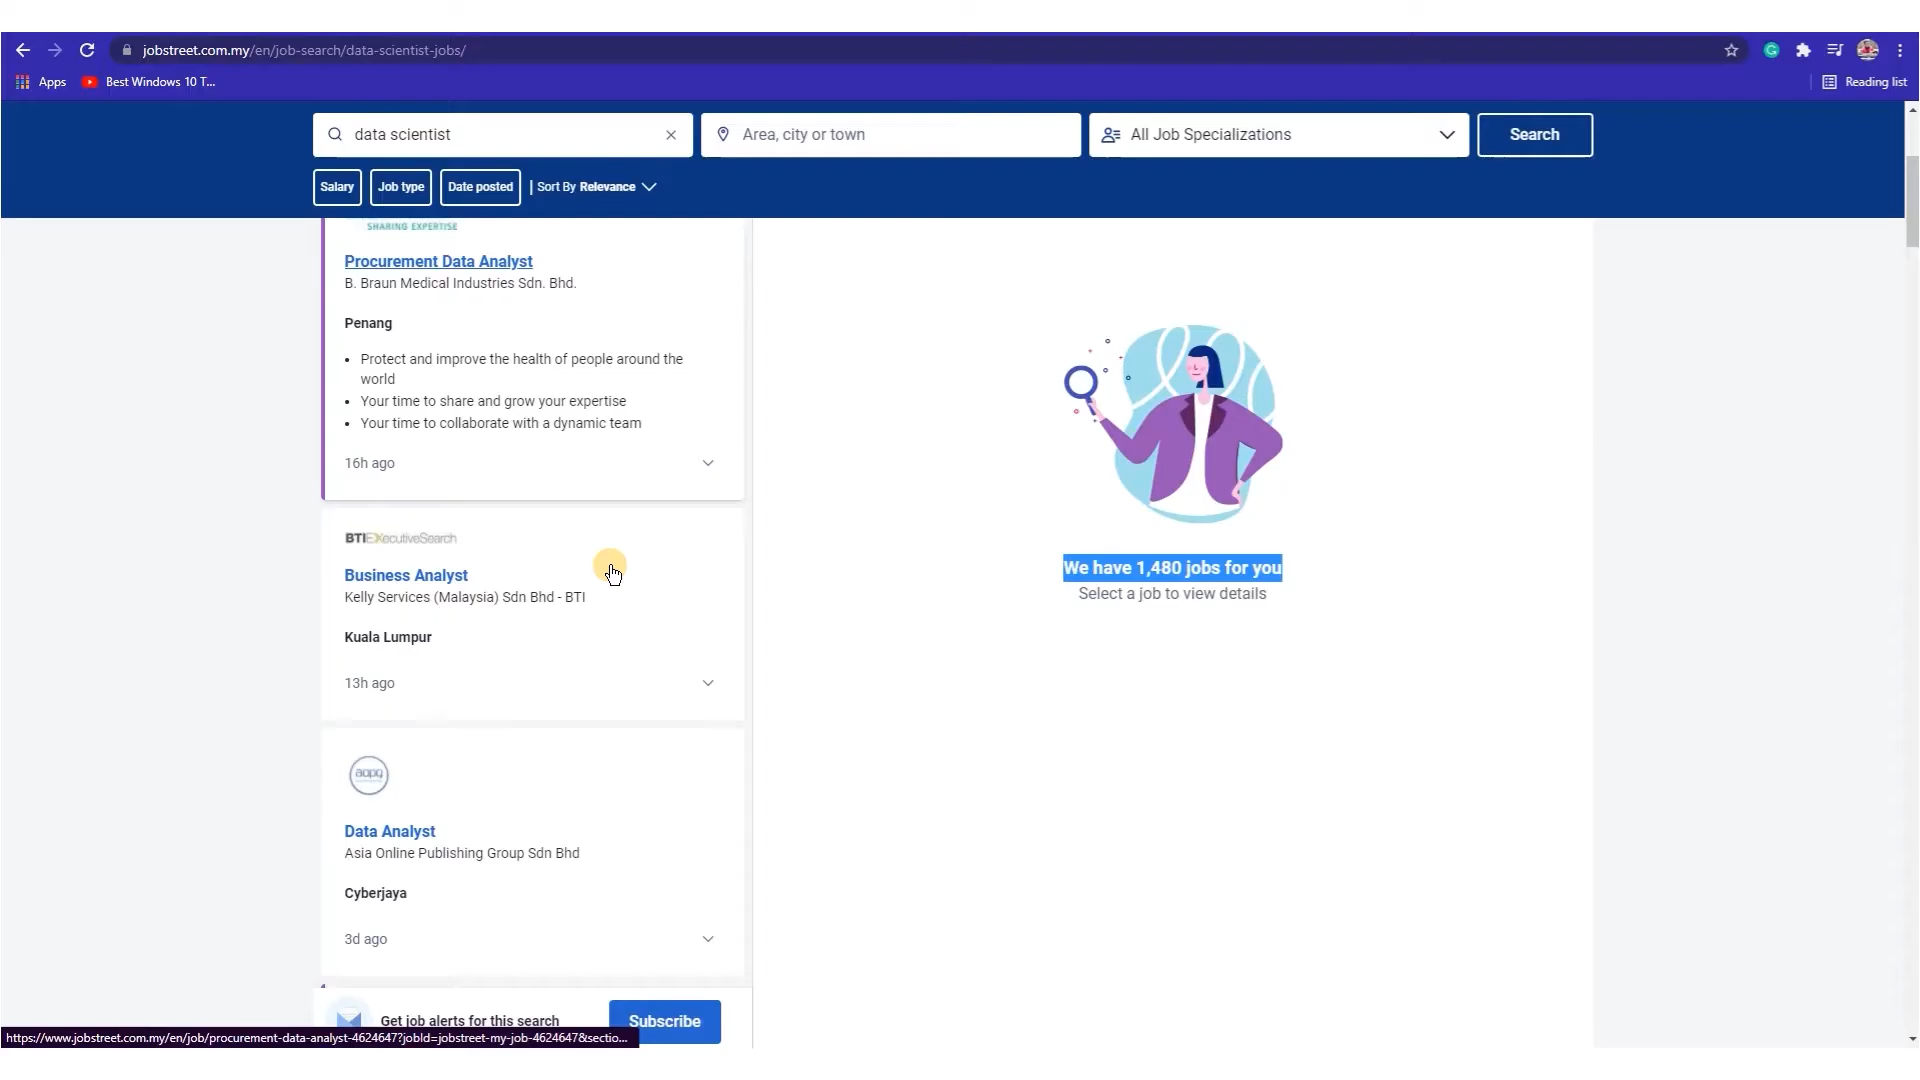 jobstreet.com.my/en/job-search/data-scientist-jobs/
Apps
Best Windows 10 T...
Reading list
data scientist
Area, city or town
All Job Specializations
Search
Salary
Job type
Date posted
| Sort By Relevance
SHARING EXPERTISE
Procurement Data Analyst
B. Braun Medical Industries Sdn. Bhd.
Penang
• Protect and improve the health of people around the
world
• Your time to share and grow your expertise
• Your time to collaborate with a dynamic team
16h ago
BTIEXecutiveSearch
Business Analyst
Kelly Services (Malaysia) Sdn Bhd - BTI
Kuala Lumpur
13h ago
aopg
Data Analyst
Asia Online Publishing Group Sdn Bhd
Cyberjaya
3d ago
Get job alerts for this search
Subscribe
https://www.jobstreet.com.my/en/job/procurement-data-analyst-4624647?jobId=jobstreet-my-job-4624647&sectio...
We have 1,480 jobs for you
Select a job to view details